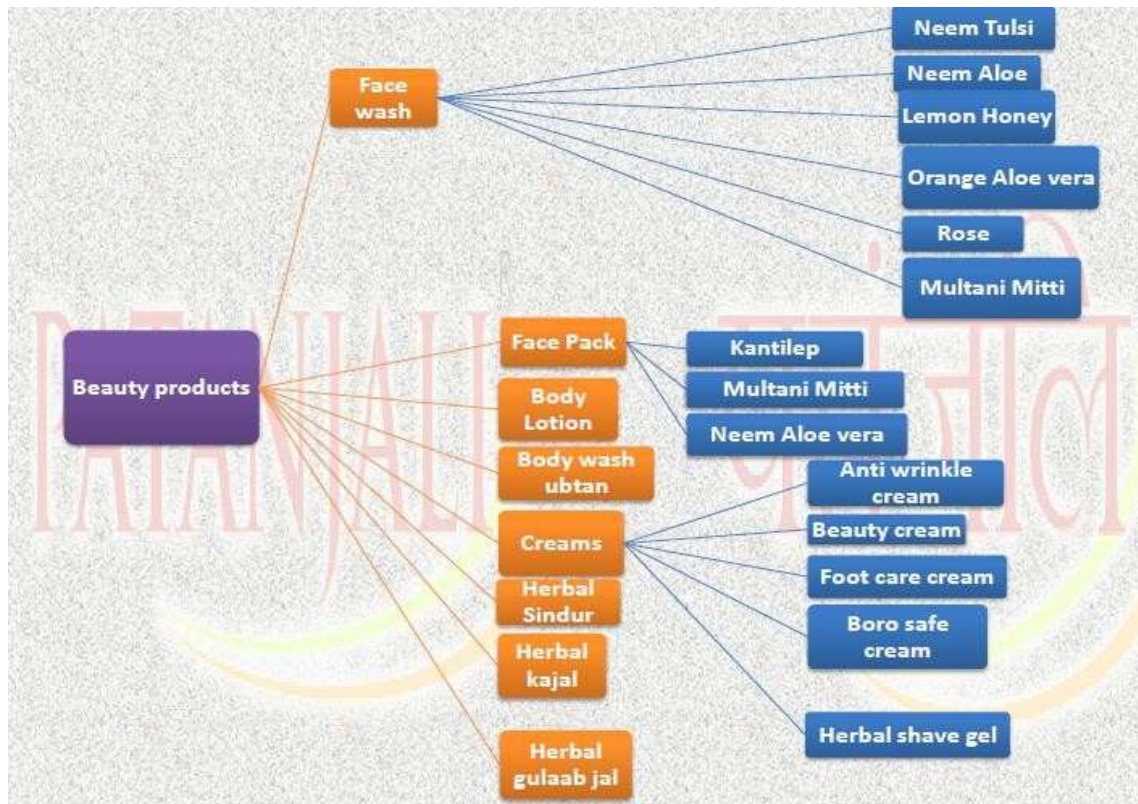 Neem Tulsi
Face
wash
Neem Aloe
Lemon Honey
Orange Aloe vera
Rose
Multani Mitti
PATANJALI
पतंजलि
Beauty products
Face Pack
Kantilep
Multani Mitti
Neem Aloe vera
Body
Lotion
Body wash
ubtan
Creams
Anti wrinkle
cream
Beauty cream
Foot care cream
Boro safe
cream
Herbal shave gel
Herbal
Sindur
Herbal
kajal
Herbal
gulaab jal